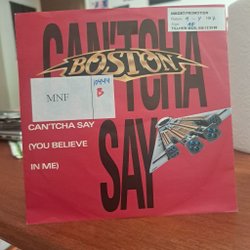 CAN'TCHA
BOSTON
MNF
B
CAN'TCHA SAY
(YOU BELIEVE
IN ME)
SAY